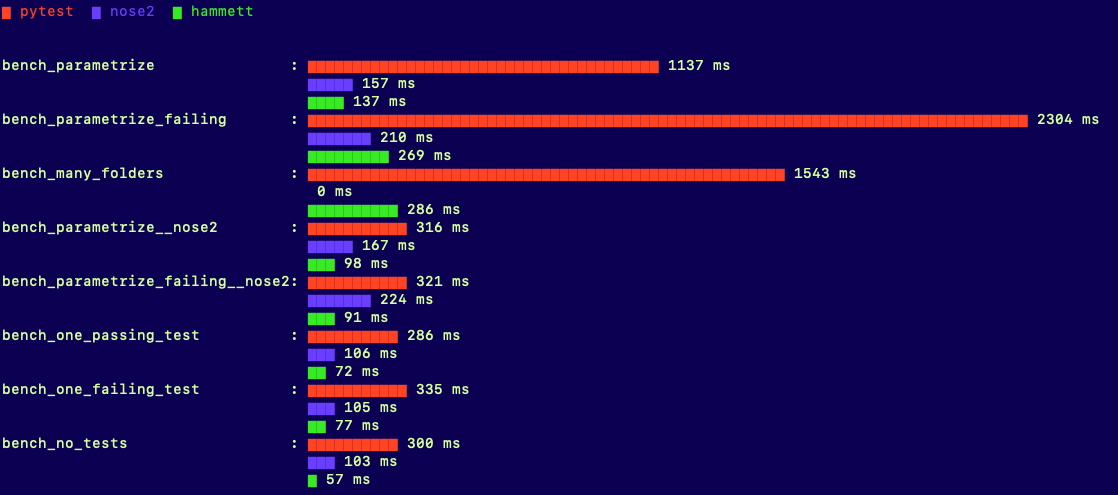 pytest nose2 hammett
bench_parametrize : 1137 ms
157 ms
137 ms
bench_parametrize_failing : 2304 ms
210 ms
269 ms
bench_many_folders : 1543 ms
0 ms
286 ms
bench_parametrize__nose2 : 316 ms
167 ms
98 ms
bench_parametrize_failing__nose2: 321 ms
224 ms
91 ms
bench_one_passing_test : 286 ms
106 ms
72 ms
bench_one_failing_test : 335 ms
105 ms
77 ms
bench_no_tests : 300 ms
103 ms
57 ms